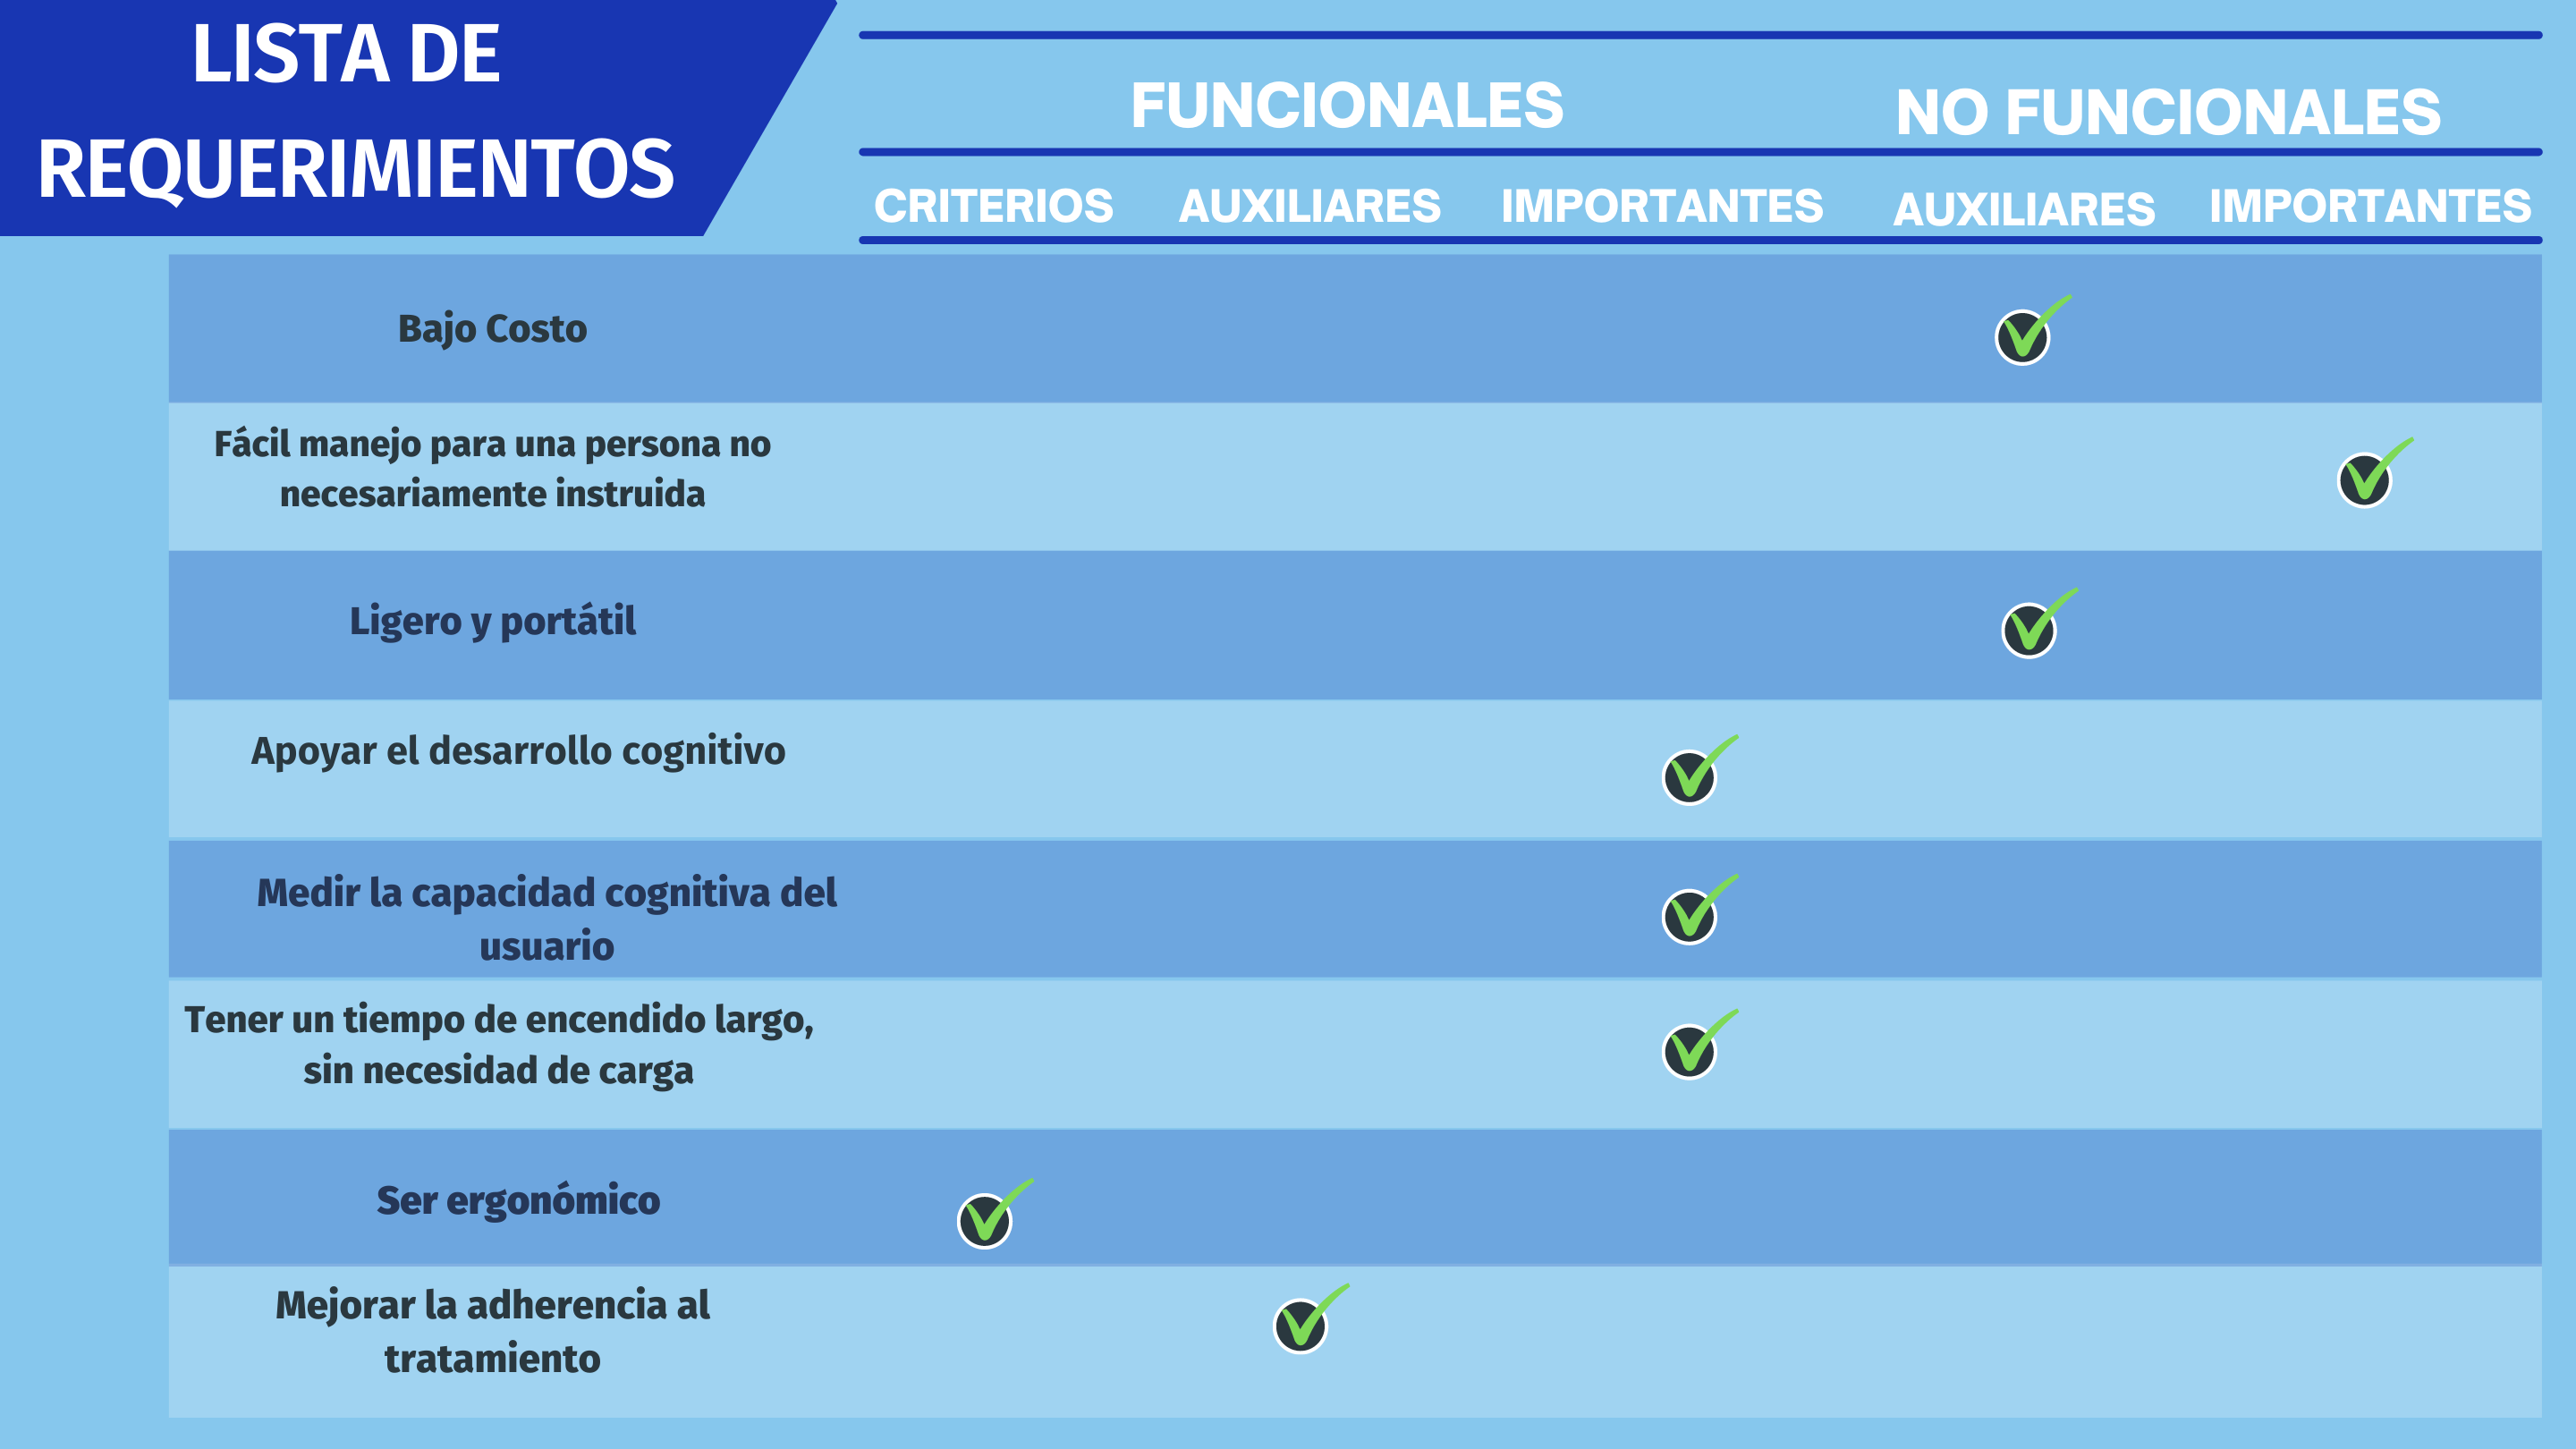 LISTA DE
REQUERIMIENTOS
FUNCIONALES
NO FUNCIONALES
CRITERIOS
AUXILIARES
IMPORTANTES
AUXILIARES
IMPORTANTES
Bajo Costo
Fácil manejo para una persona no
necesariamente instruida
Ligero y portátil
Apoyar el desarrollo cognitivo
Medir la capacidad cognitiva del
usuario
Tener un tiempo de encendido largo,
sin necesidad de carga
Ser ergonómico
Mejorar la adherencia al
tratamiento